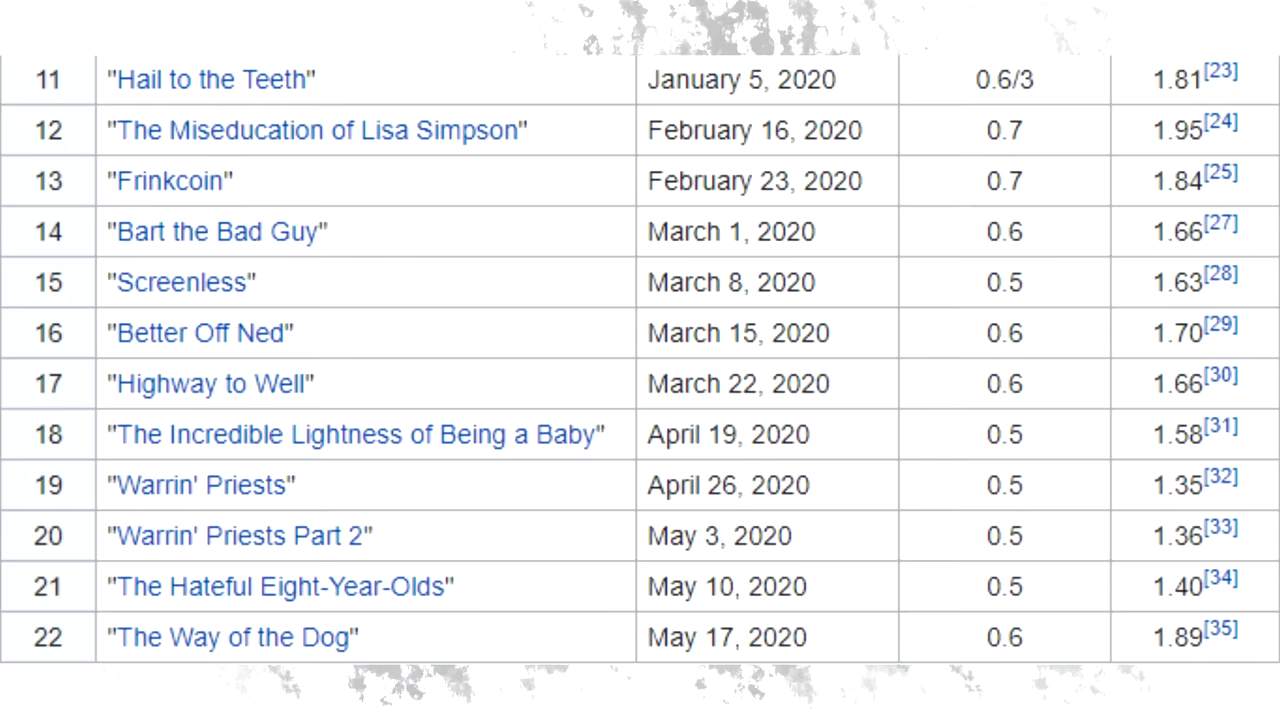 11 "Hail to the Teeth" January 5, 2020 0.6/3 1.81[23]
12 "The Miseducation of Lisa Simpson" February 16, 2020 0.7 1.95[24]
13 "Frinkcoin" February 23, 2020 0.7 1.84[25]
14 "Bart the Bad Guy" March 1, 2020 0.6 1.66[27]
15 "Screenless" March 8, 2020 0.5 1.63[28]
16 "Better Off Ned" March 15, 2020 0.6 1.70[29]
17 "Highway to Well" March 22, 2020 0.6 1.66[30]
18 "The Incredible Lightness of Being a Baby" April 19, 2020 0.5 1.58[31]
19 "Warrin' Priests" April 26, 2020 0.5 1.35[32]
20 "Warrin' Priests Part 2" May 3, 2020 0.5 1.36[33]
21 "The Hateful Eight-Year-Olds" May 10, 2020 0.5 1.40[34]
22 "The Way of the Dog" May 17, 2020 0.6 1.89[35]